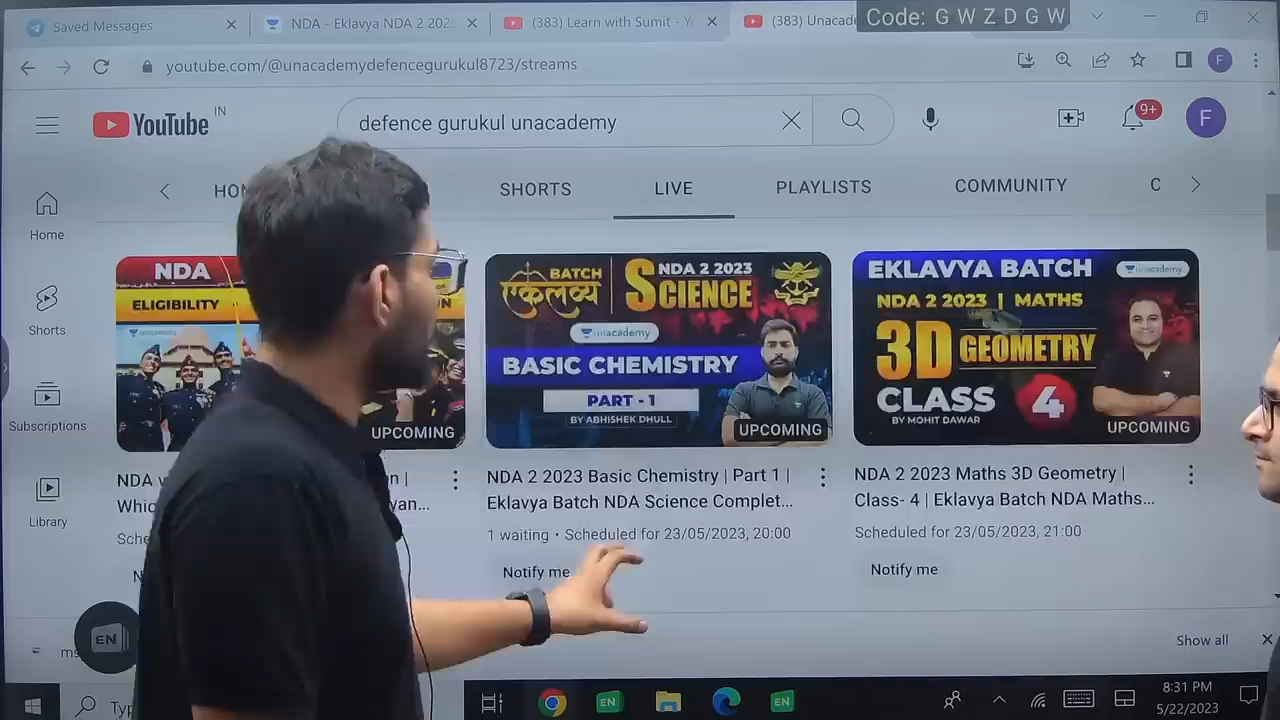 Saved Messages
NDA - Eklavya NDA 2 202
(383) Learn with Sumit - Yo
(383) Unacade
Code: G W Z D G W
youtube.com/@unacademydefencegurukul8723/streams
F
YouTube
IN
defence gurukul unacademy
9+
F
SHORTS
LIVE
PLAYLISTS
COMMUNITY
C
Home
Shorts
Subscriptions
Library
NDA
ELIGIBILITY
UPCOMING
BATCH
एकलव्य
NDA 2 2023
SCIENCE
unacademy
BASIC CHEMISTRY
PART - 1
BY ABHISHEK DHULL
UPCOMING
EKLAVYA BATCH
unacademy
NDA 2 2023 | MATHS
3D GEOMETRY
CLASS 4
BY MOHIT DAWAR
UPCOMING
NDA 2 2023 Basic Chemistry | Part 1 |
Eklavya Batch NDA Science Complet...
1 waiting • Scheduled for 23/05/2023, 20:00
Notify me
NDA 2 2023 Maths 3D Geometry |
Class- 4 | Eklavya Batch NDA Maths...
Scheduled for 23/05/2023, 21:00
Notify me
EN
Show all
EN
EN
8:31 PM
5/22/2023